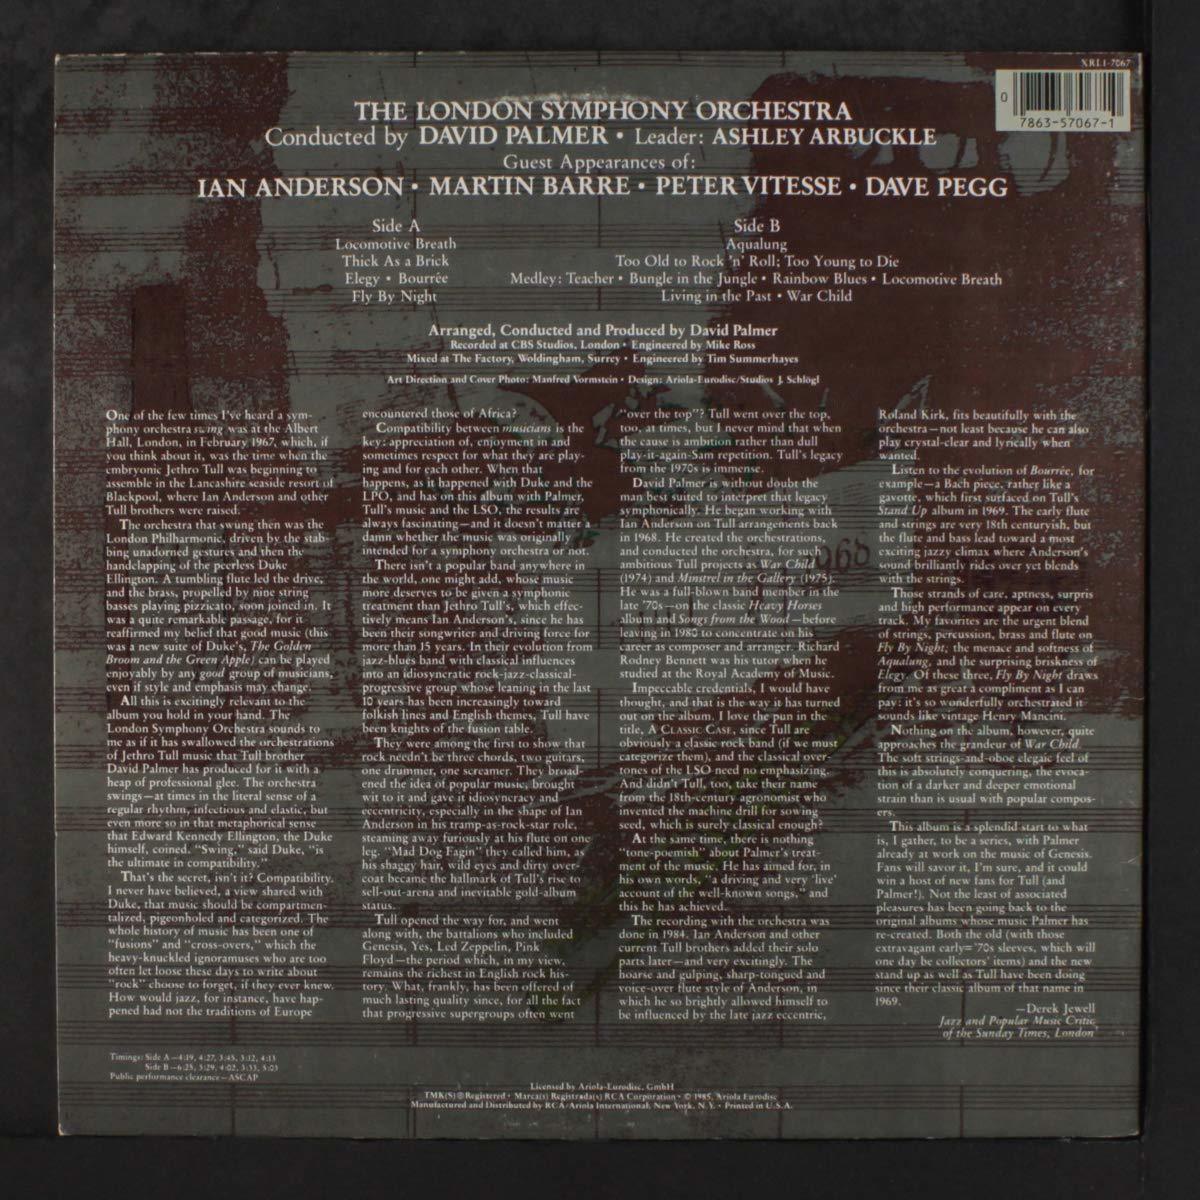 XRL1-7067
0
7863-57067-1
THE LONDON SYMPHONY ORCHESTRA
Conducted by DAVID PALMER • Leader: ASHLEY ARBUCKLE
Guest Appearances of:
IAN ANDERSON • MARTIN BARRE • PETER VITESSE • DAVE PEGG
Side A
Locomotive Breath
Thick As a Brick
Elegy • Bourrée
Fly By Night
Side B
Aqualung
Too Old to Rock 'n' Roll; Too Young to Die
Medley: Teacher • Bungle in the Jungle • Rainbow Blues • Locomotive Breath
Living in the Past • War Child
Arranged, Conducted and Produced by David Palmer
Recorded at CBS Studios, London • Engineered by Mike Ross
Mixed at The Factory, Woldingham, Surrey • Engineered by Tim Summerhayes
Art Direction and Cover Photo: Manfred Vormstein • Design: Ariola-Eurodisc/Studios J. Schlögl
One of the few times I've heard a sym-
phony orchestra swing was at the Albert
Hall, London, in February 1967, which, if
you think about it, was the time when the
embryonic Jethro Tull was beginning to
assemble in the Lancashire seaside resort of
Blackpool, where Ian Anderson and other
Tull brothers were raised.
The orchestra that swung then was the
London Philharmonic, driven by the stab-
bing unadorned gestures and then the
handclapping of the peerless Duke
Ellington. A tumbling flute led the drive,
and the brass, propelled by nine string
basses playing pizzicato, soon joined in. It
was a quite remarkable passage, for it
reaffirmed my belief that good music (this
was a new suite of Duke's, The Golden
Broom and the Green Apple) can be played
enjoyably by any good group of musicians,
even if style and emphasis may change.
All this is excitingly relevant to the
album you hold in your hand. The
London Symphony Orchestra sounds to
me as if it has swallowed the orchestrations
of Jethro Tull music that Tull brother
David Palmer has produced for it with a
heap of professional glee. The orchestra
swings—at times in the literal sense of a
regular rhythm, infectious and elastic, but
even more so in that metaphorical sense
that Edward Kennedy Ellington, the Duke
himself, coined. "Swing," said Duke, "is
the ultimate in compatibility."
That's the secret, isn't it? Compatibility.
I never have believed, a view shared with
Duke, that music should be compartmen-
talized, pigeonholed and categorized. The
whole history of music has been one of
"fusions" and "cross-overs," which the
heavy-knuckled ignoramuses who are too
often let loose these days to write about
"rock" choose to forget, if they ever knew.
How would jazz, for instance, have hap-
pened had not the traditions of Europe
encountered those of Africa?
Compatibility between musicians is the
key: appreciation of, enjoyment in and
sometimes respect for what they are play-
ing and for each other. When that
happens, as it happened with Duke and the
LPO, and has on this album with Palmer,
Tull's music and the LSO, the results are
always fascinating—and it doesn't matter a
damn whether the music was originally
intended for a symphony orchestra or not.
There isn't a popular band anywhere in
the world, one might add, whose music
more deserves to be given a symphonic
treatment than Jethro Tull's, which effec-
tively means Ian Anderson's, since he has
been their songwriter and driving force for
more than 15 years. In their evolution from
jazz-blues band with classical influences
into an idiosyncratic rock-jazz-classical-
progressive group whose leaning in the last
10 years has been increasingly toward
folkish lines and English themes, Tull have
been knights of the fusion table.
They were among the first to show that
rock needn't be three chords, two guitars,
one drummer, one screamer. They broad-
ened the idea of popular music, brought
wit to it and gave it idiosyncracy and
eccentricity, especially in the shape of Ian
Anderson in his tramp-as-rock-star role,
steaming away furiously at his flute on one
leg. "Mad Dog Fagin" they called him, as
his shaggy hair, wild eyes and dirty over-
coat became the hallmark of Tull's rise to
sell-out-arena and inevitable gold-album
status.
Tull opened the way for, and went
along with, the battalions who included
Genesis, Yes, Led Zeppelin, Pink
Floyd—the period which, in my view,
remains the richest in English rock his-
tory. What, frankly, has been offered of
much lasting quality since, for all the fact
that progressive supergroups often went
"over the top"? Tull went over the top,
too, at times, but I never mind that when
the cause is ambition rather than dull
play-it-again-Sam repetition. Tull's legacy
from the 1970s is immense.
David Palmer is without doubt the
man best suited to interpret that legacy
symphonically. He began working with
Ian Anderson on Tull arrangements back
in 1968. He created the orchestrations,
and conducted the orchestra, for such
ambitious Tull projects as War Child
(1974) and Minstrel in the Gallery (1975).
He was a full-blown band member in the
late '70s—on the classic Heavy Horses
album and Songs from the Wood—before
leaving in 1980 to concentrate on his
career as composer and arranger. Richard
Rodney Bennett was his tutor when he
studied at the Royal Academy of Music.
Impeccable credentials, I would have
thought, and that is the way it has turned
out on the album. I love the pun in the
title, A CLASSIC CASE, since Tull are
obviously a classic rock band (if we must
categorize them), and the classical over-
tones of the LSO need no emphasizing.
And didn't Tull, too, take their name
from the 18th-century agronomist who
invented the machine drill for sowing
seed, which is surely classical enough?
At the same time, there is nothing
"tone-poemish" about Palmer's treat-
ment of the music. He has aimed for, in
his own words, "a driving and very 'live'
account of the well-known songs," and
this he has achieved.
The recording with the orchestra was
done in 1984. Ian Anderson and other
current Tull brothers added their solo
parts later—and very excitingly. The
hoarse and gulping, sharp-tongued and
voice-over flute style of Anderson, in
which he so brightly allowed himself to
be influenced by the late jazz eccentric,
Roland Kirk, fits beautifully with the
orchestra—not least because he can also
play crystal-clear and lyrically when
wanted.
Listen to the evolution of Bourrée, for
example—a Bach piece, rather like a
gavotte, which first surfaced on Tull's
Stand Up album in 1969. The early flute
and strings are very 18th centuryish, but
the flute and bass lead toward a most
exciting jazzy climax where Anderson's
sound brilliantly rides over yet blends
with the strings.
Those strands of care, aptness, surpris
and high performance appear on every
track. My favorites are the urgent blend
of strings, percussion, brass and flute on
Fly By Night; the menace and softness of
Aqualung, and the surprising briskness of
Elegy. Of these three, Fly By Night draws
from me as great a compliment as I can
pay: it's so wonderfully orchestrated it
sounds like vintage Henry Mancini.
Nothing on the album, however, quite
approaches the grandeur of War Child.
The soft strings-and-oboe elegaic feel of
this is absolutely conquering, the evoca-
tion of a darker and deeper emotional
strain than is usual with popular compos-
ers.
This album is a splendid start to what
is, I gather, to be a series, with Palmer
already at work on the music of Genesis.
Fans will savor it, I'm sure, and it could
win a host of new fans for Tull (and
Palmer!). Not the least of associated
pleasures has been going back to the
original albums whose music Palmer has
re-created. Both the old (with those
extravagant early='70s sleeves, which will
one day be collectors' items) and the new
stand up as well as Tull have been doing
since their classic album of that name in
1969.
—Derek Jewell
Jazz and Popular Music Critic
of the Sunday Times, London
Timings: Side A—4:19, 4:27, 3:45, 3:12, 4:13
Side B—6:25, 3:29, 4:02, 3:33, 5:03
Public performance clearance—ASCAP
Licensed by Ariola-Eurodisc, GmbH
TMK(S) ® Registered • Marca(s) Registrada(s) RCA Corporation • © 1985, Ariola Eurodisc
Manufactured and Distributed by RCA/Ariola International, New York, N.Y. • Printed in U.S.A.